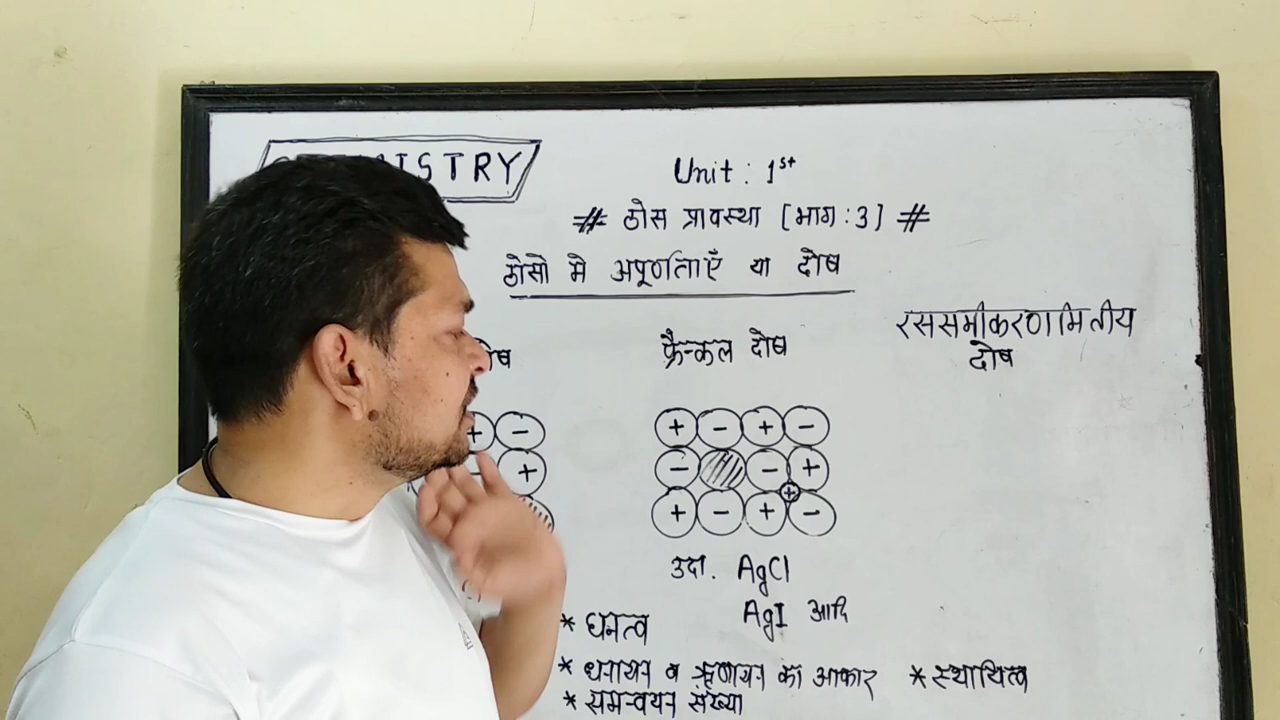 ISTRY
Unit : 1st
# ठोस प्रावस्था [भाग : 3] #
ठोसो मे अपूर्णताएँ या दोष
फ्रैन्कल दोष
रससमीकरणमितीय
दोष
+ -
+ - + -
+
- - +
+
+ - + -
उदा. AgCl
AgI आदि
* घनत्व
* धनायन व ऋणायन का आकार * स्थायित्व
* समन्वयन संख्या